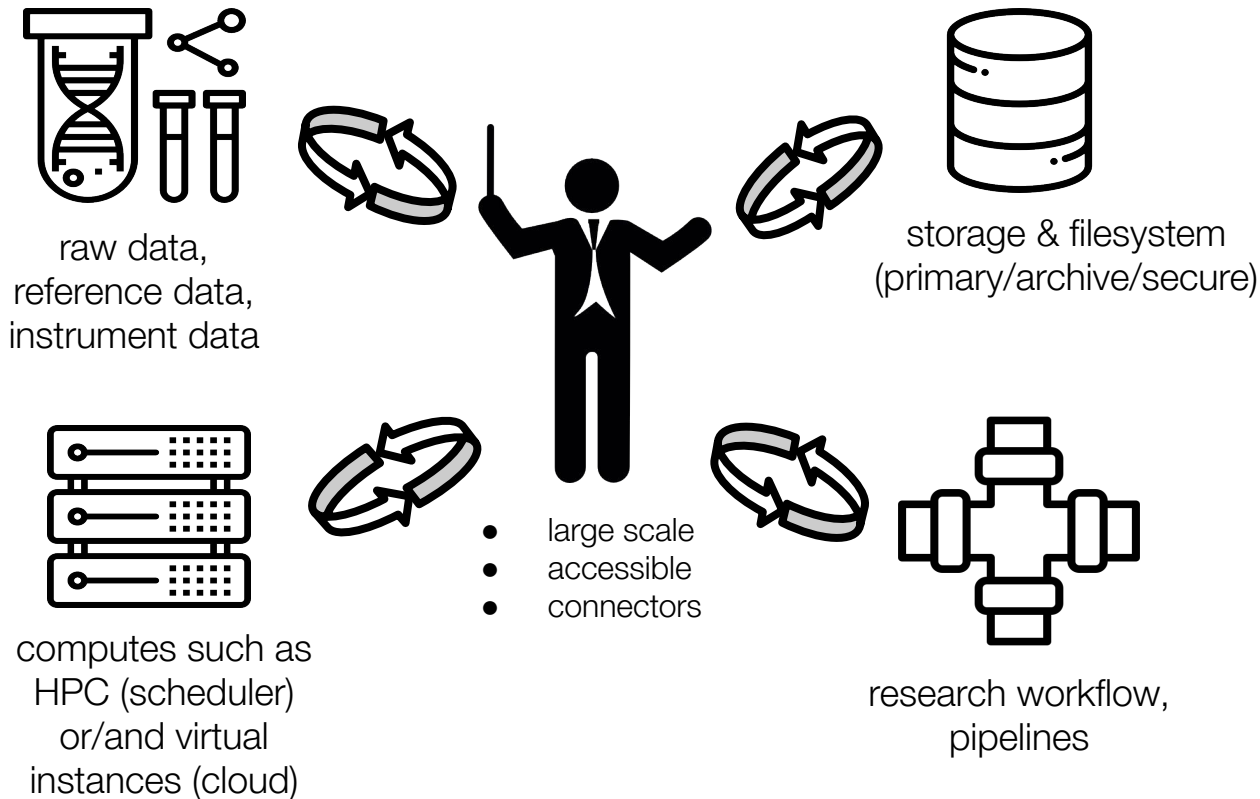 raw data,
reference data,
instrument data
storage & filesystem
(primary/archive/secure)
● large scale
● accessible
● connectors
computes such as
HPC (scheduler)
or/and virtual
instances (cloud)
research workflow,
pipelines